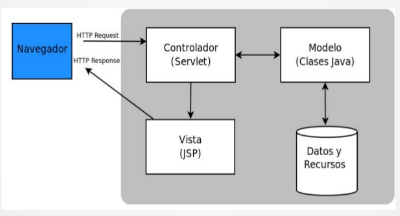 Navegador
HTTP Request
HTTP Response
Controlador
(Servlet)
Modelo
(Clases Java)
Vista
(JSP)
Datos y
Recursos